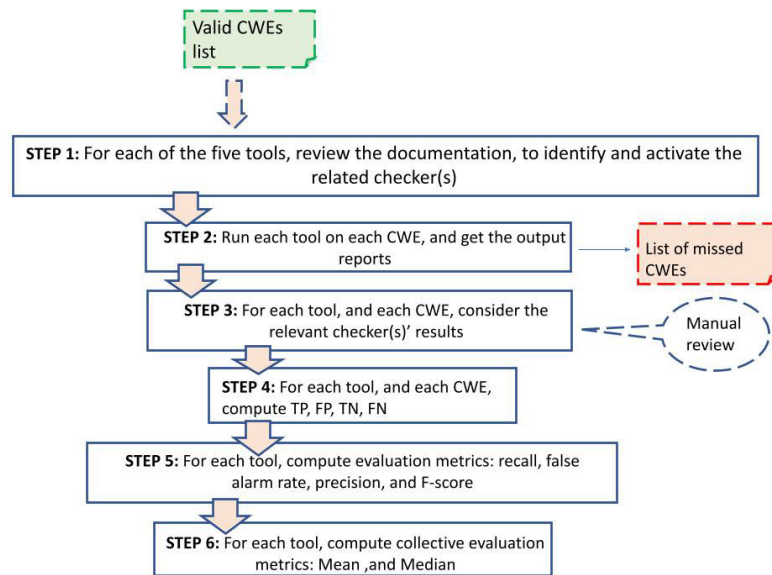 Valid CWEs
list
STEP 1: For each of the five tools, review the documentation, to identify and activate the
related checker(s)
STEP 2: Run each tool on each CWE, and get the output
reports
List of missed
CWEs
STEP 3: For each tool, and each CWE, consider the
relevant checker(s)’ results
Manual
review
STEP 4: For each tool, and each CWE,
compute TP, FP, TN, FN
STEP 5: For each tool, compute evaluation metrics: recall, false
alarm rate, precision, and F-score
STEP 6: For each tool, compute collective evaluation
metrics: Mean ,and Median